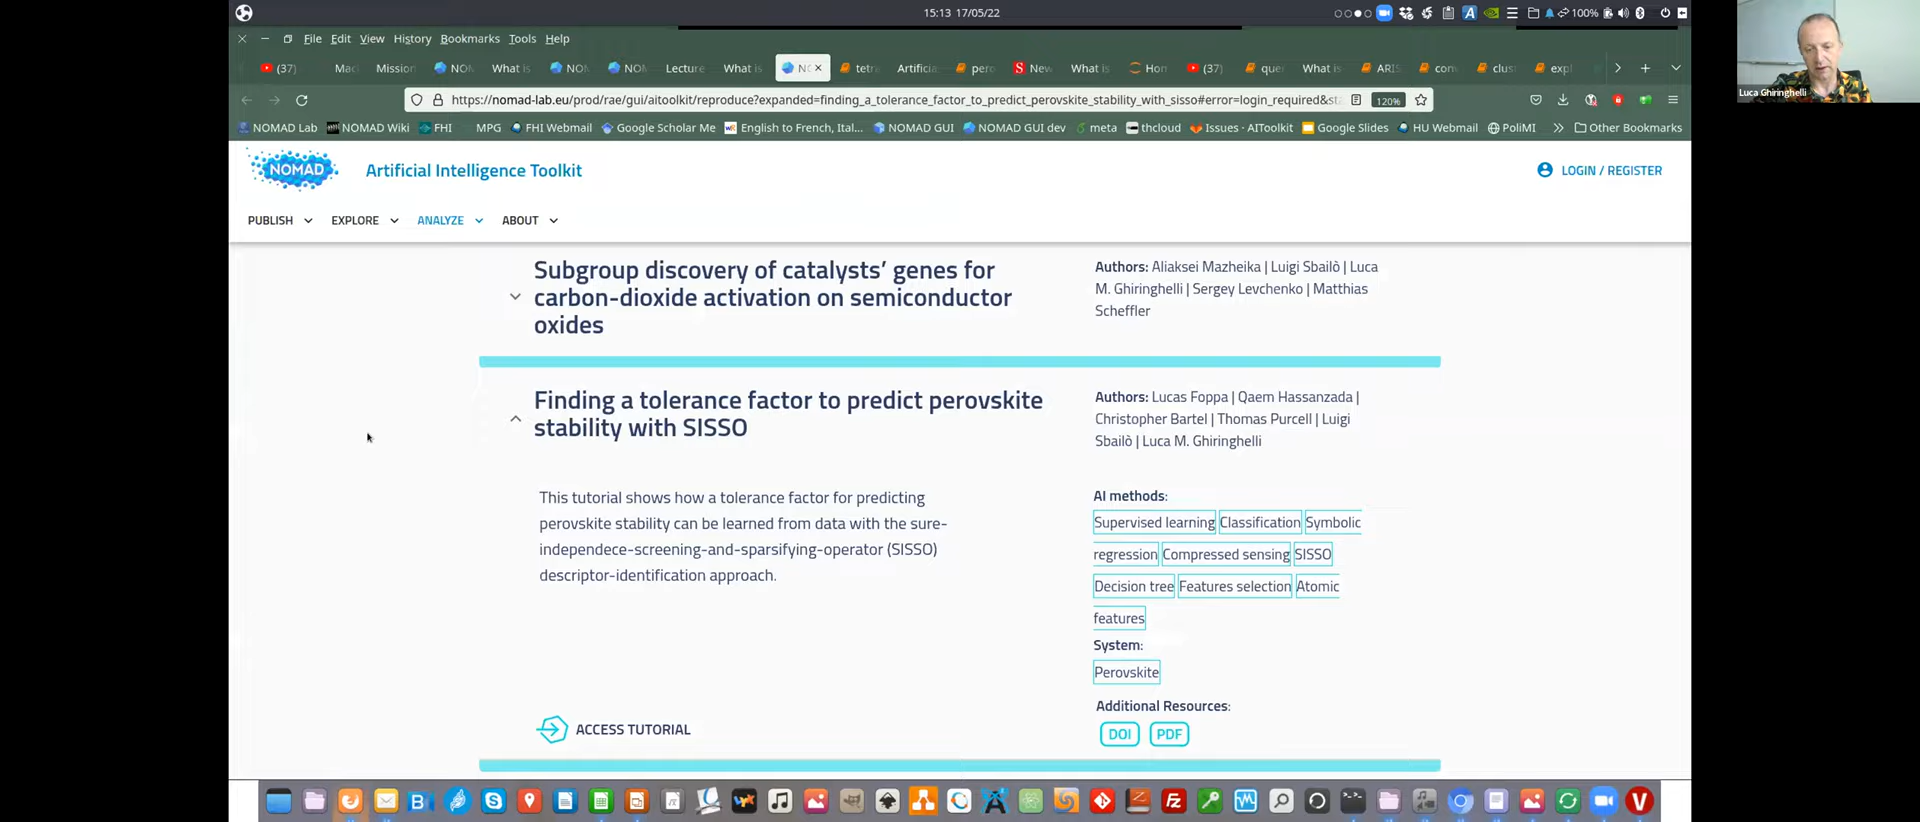 15:13 17/05/22
100%
File Edit View History Bookmarks Tools Help
(37) Mac Mission NOM What is NOM NOM Lecture What is NC tetra Artificia pero New What is Hom (37) que What is ARIS con clust expl
https://nomad-lab.eu/prod/rae/gui/aitoolkit/reproduce?expanded=finding_a_tolerance_factor_to_predict_perovskite_stability_with_sisso#error=login_required&st 120%
NOMAD Lab NOMAD Wiki FHI MPG FHI Webmail Google Scholar Me English to French, Ital... NOMAD GUI NOMAD GUI dev meta thcloud Issues · AIToolkit Google Slides HU Webmail PoliMI Other Bookmarks
Luca Ghiringhelli
NOMAD Artificial Intelligence Toolkit LOGIN / REGISTER
PUBLISH EXPLORE ANALYZE ABOUT
Subgroup discovery of catalysts’ genes for
carbon-dioxide activation on semiconductor
oxides
Authors: Aliaksei Mazheika | Luigi Sbailò | Luca
M. Ghiringhelli | Sergey Levchenko | Matthias
Scheffler
Finding a tolerance factor to predict perovskite
stability with SISSO
Authors: Lucas Foppa | Qaem Hassanzada |
Christopher Bartel | Thomas Purcell | Luigi
Sbailò | Luca M. Ghiringhelli
This tutorial shows how a tolerance factor for predicting
perovskite stability can be learned from data with the sure-
independece-screening-and-sparsifying-operator (SISSO)
descriptor-identification approach.
AI methods:
Supervised learning Classification Symbolic
regression Compressed sensing SISSO
Decision tree Features selection Atomic
features
System:
Perovskite
Additional Resources:
DOI PDF
ACCESS TUTORIAL